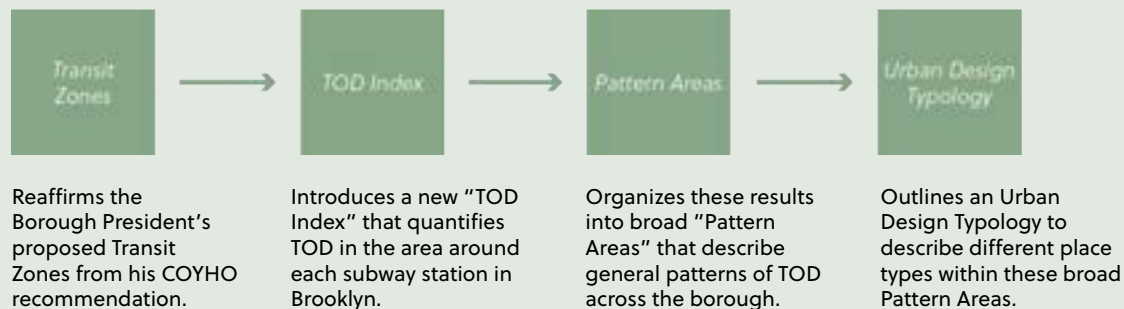 Transit
Zones
TOD Index
Pattern Areas
Urban Design
Typology
Reaffirms the
Borough President's
proposed Transit
Zones from his COYHO
recommendation.
Introduces a new "TOD
Index" that quantifies
TOD in the area around
each subway station in
Brooklyn.
Organizes these results
into broad "Pattern
Areas" that describe
general patterns of TOD
across the borough.
Outlines an Urban
Design Typology to
describe different place
types within these broad
Pattern Areas.